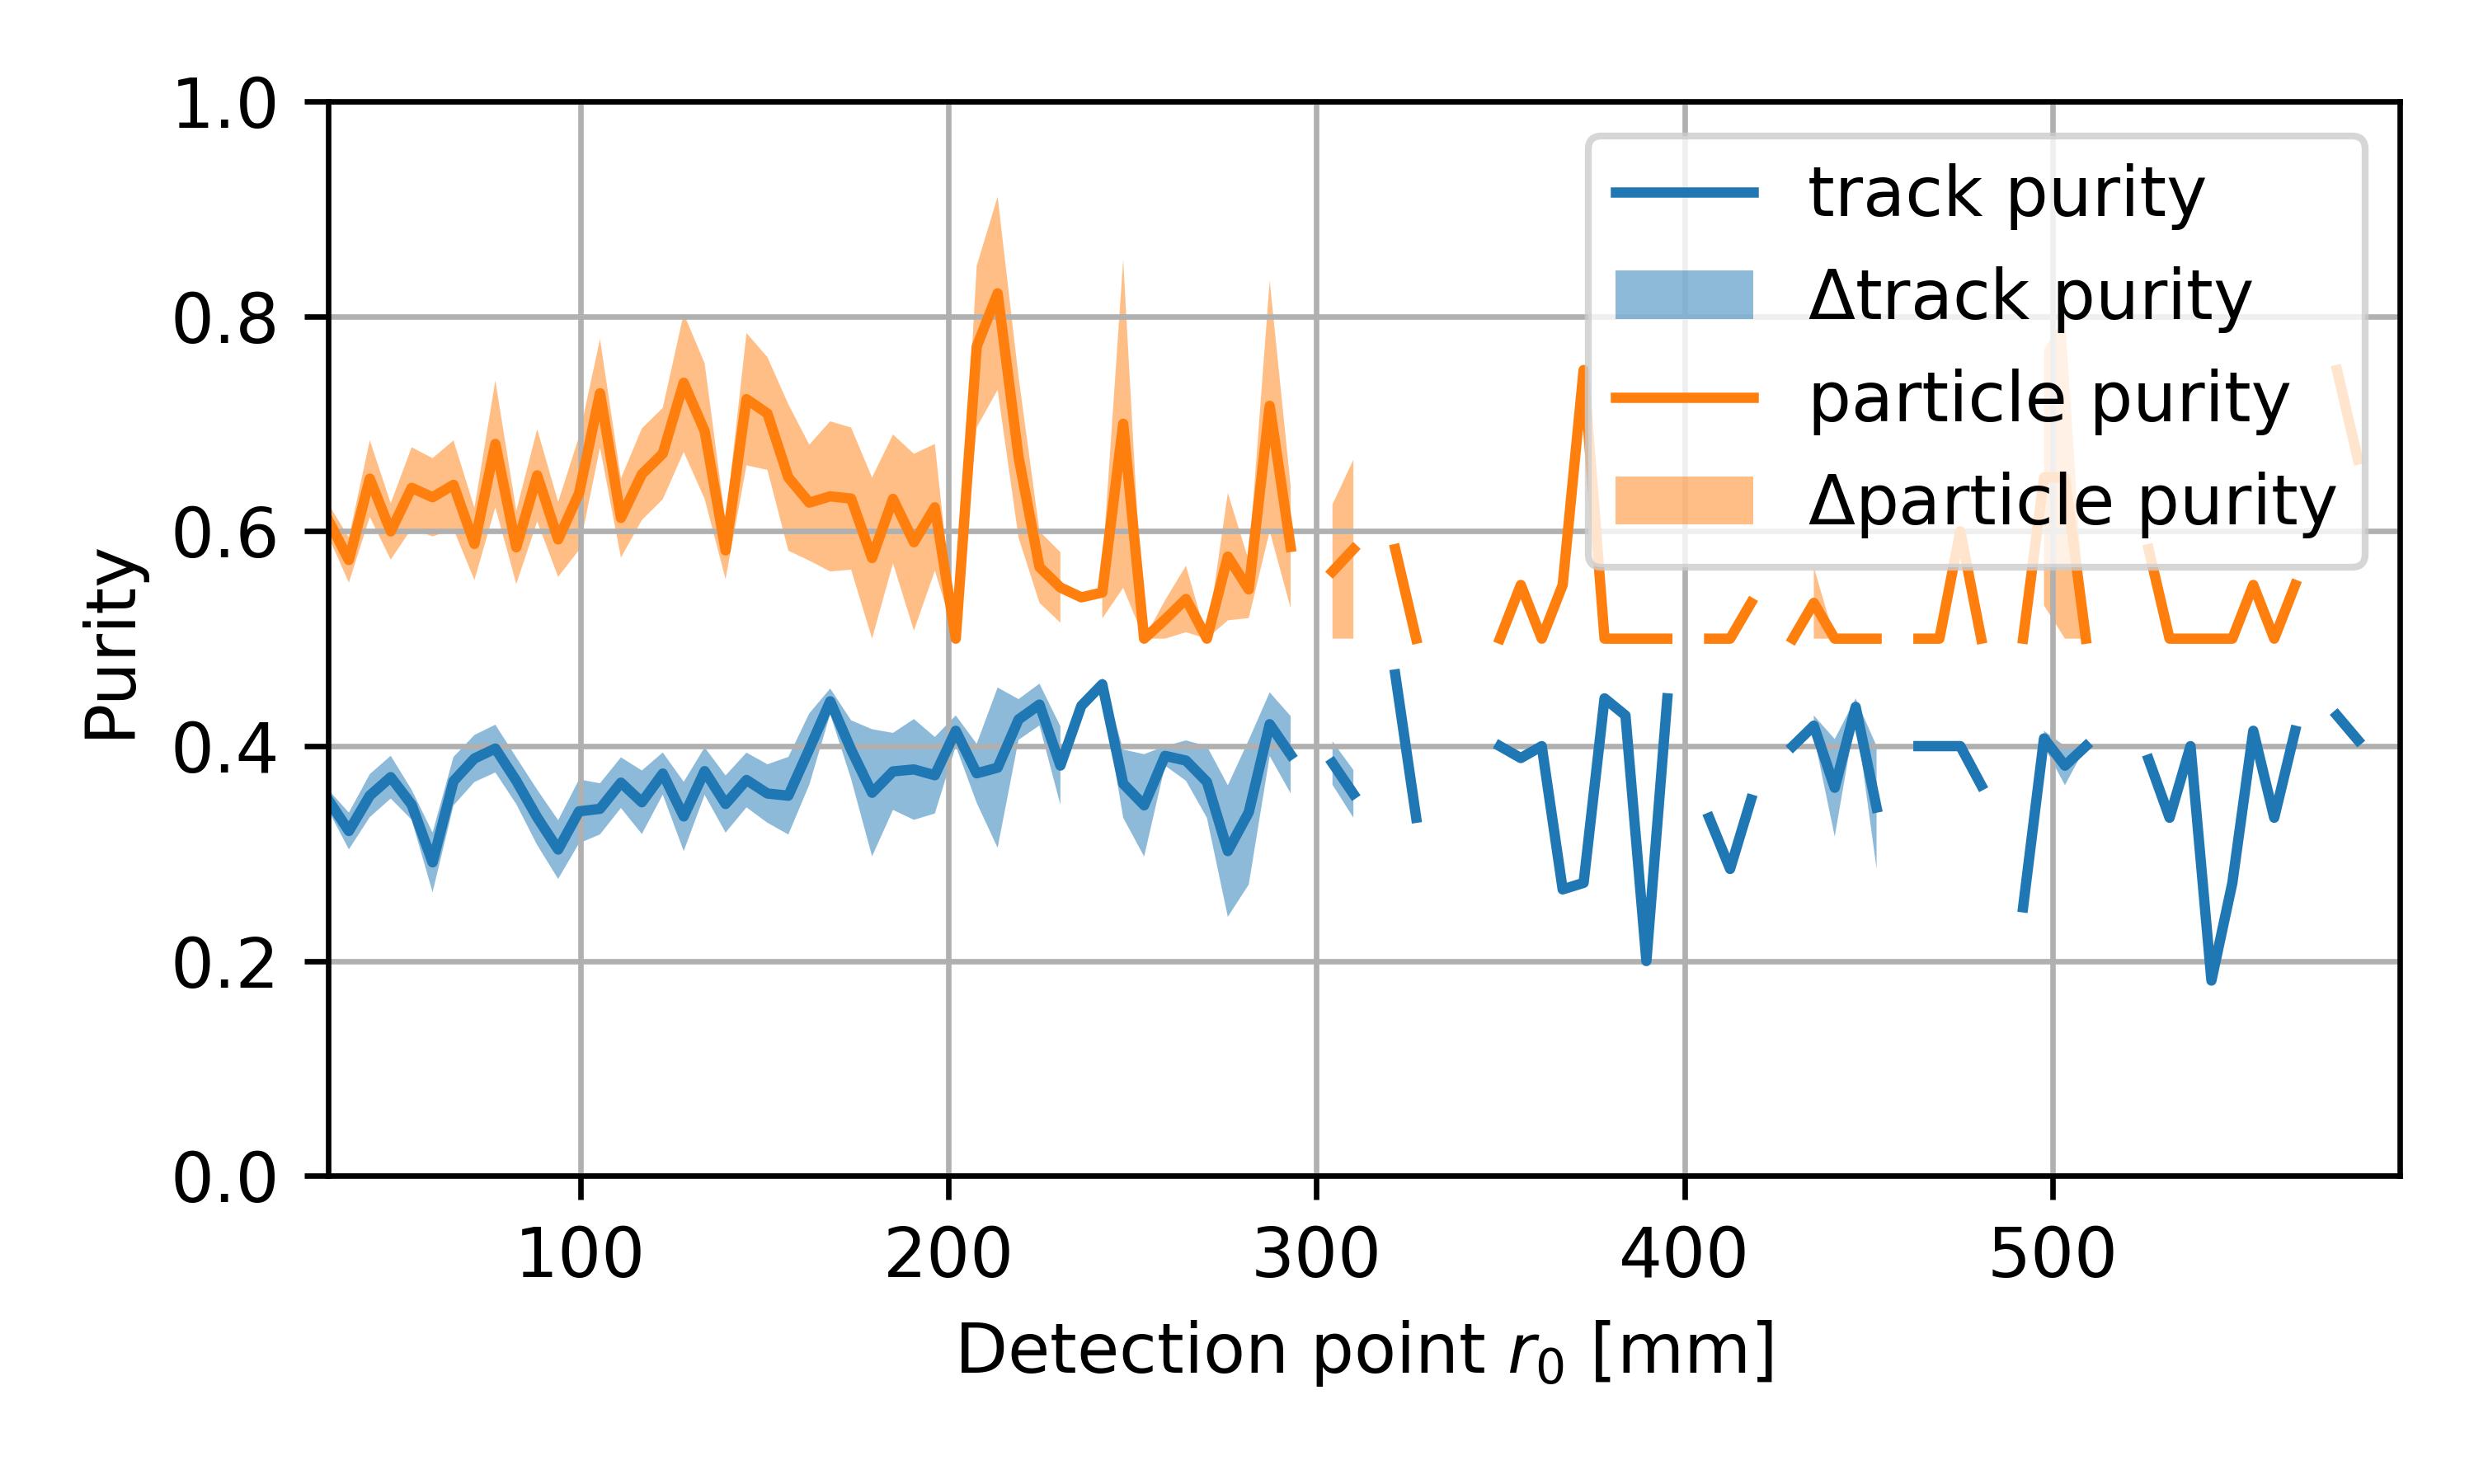 1.0
0.8
0.6
0.4
0.2
0.0
Purity
100 200 300 400 500
Detection point r₀ [mm]
track purity
Δtrack purity
particle purity
Δparticle purity